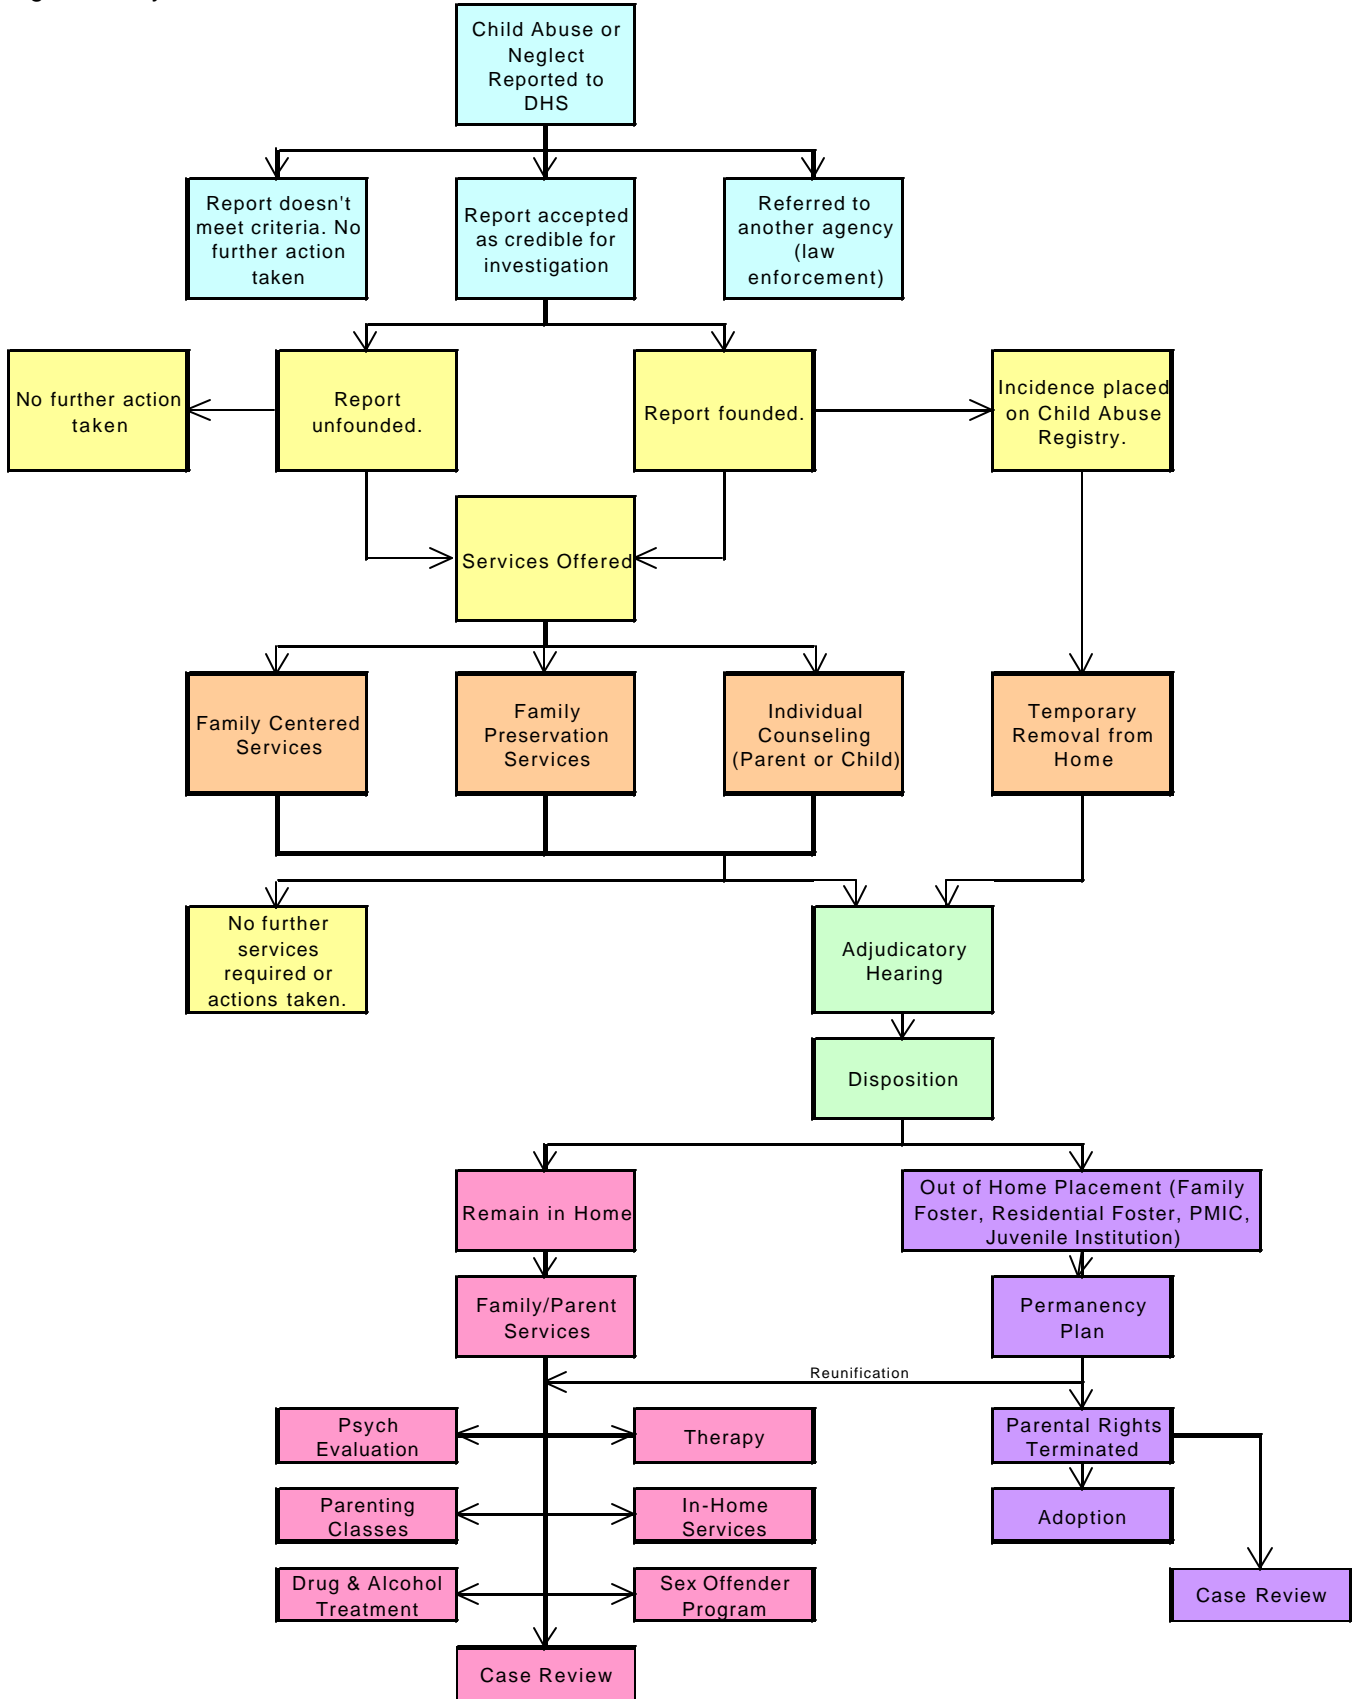 Child Abuse or
Neglect
Reported to
DHS
Report doesn't
meet criteria. No
further action
taken
Report accepted
as credible for
investigation
Referred to
another agency
(law
enforcement)
No further action
taken
Report
unfounded.
Report founded.
Incidence placed
on Child Abuse
Registry.
Services Offered
Family Centered
Services
Family
Preservation
Services
Individual
Counseling
(Parent or Child)
Temporary
Removal from
Home
No further
services
required or
actions taken.
Adjudicatory
Hearing
Disposition
Remain in Home
Out of Home Placement (Family
Foster, Residential Foster, PMIC,
Juvenile Institution)
Family/Parent
Services
Permanency
Plan
Reunification
Psych
Evaluation
Therapy
Parental Rights
Terminated
Parenting
Classes
In-Home
Services
Adoption
Drug & Alcohol
Treatment
Sex Offender
Program
Case Review
Case Review